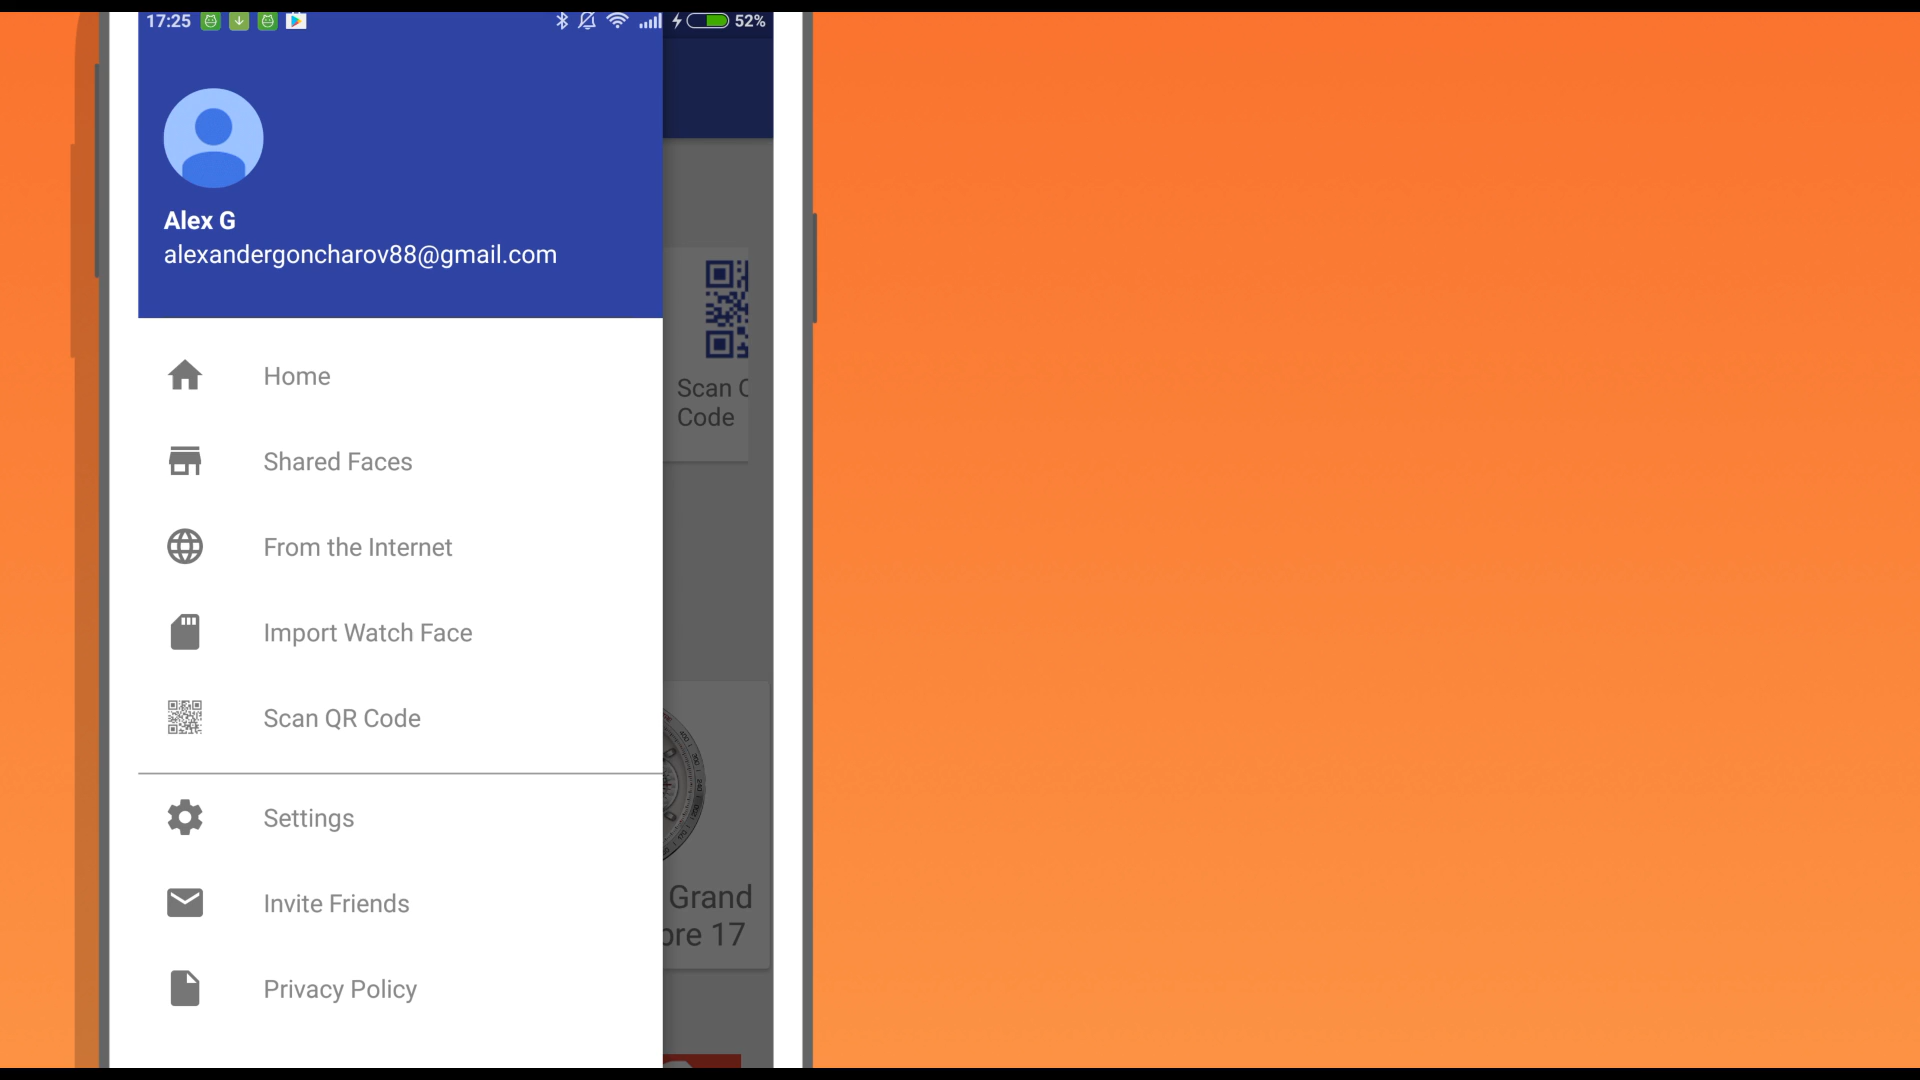 17:25
52%
Alex G
alexandergoncharov88@gmail.com
Home
Shared Faces
From the Internet
Import Watch Face
Scan QR Code
Settings
Invite Friends
Privacy Policy
Scan
Code
Grand
17